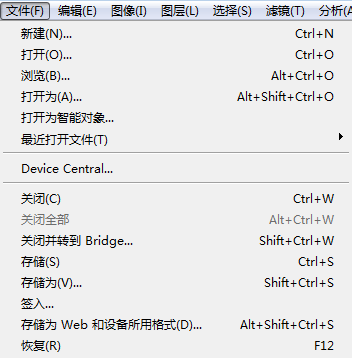 文件(F) 编辑(E) 图像(I) 图层(L) 选择(S) 滤镜(T) 分析(A
新建(N)... Ctrl+N
打开(O)... Ctrl+O
浏览(B)... Alt+Ctrl+O
打开为(A)... Alt+Shift+Ctrl+O
打开为智能对象...
最近打开文件(T)
Device Central...
关闭(C) Ctrl+W
关闭全部 Alt+Ctrl+W
关闭并转到 Bridge... Shift+Ctrl+W
存储(S) Ctrl+S
存储为(V)... Shift+Ctrl+S
签入...
存储为 Web 和设备所用格式(D)... Alt+Shift+Ctrl+S
恢复(R) F12